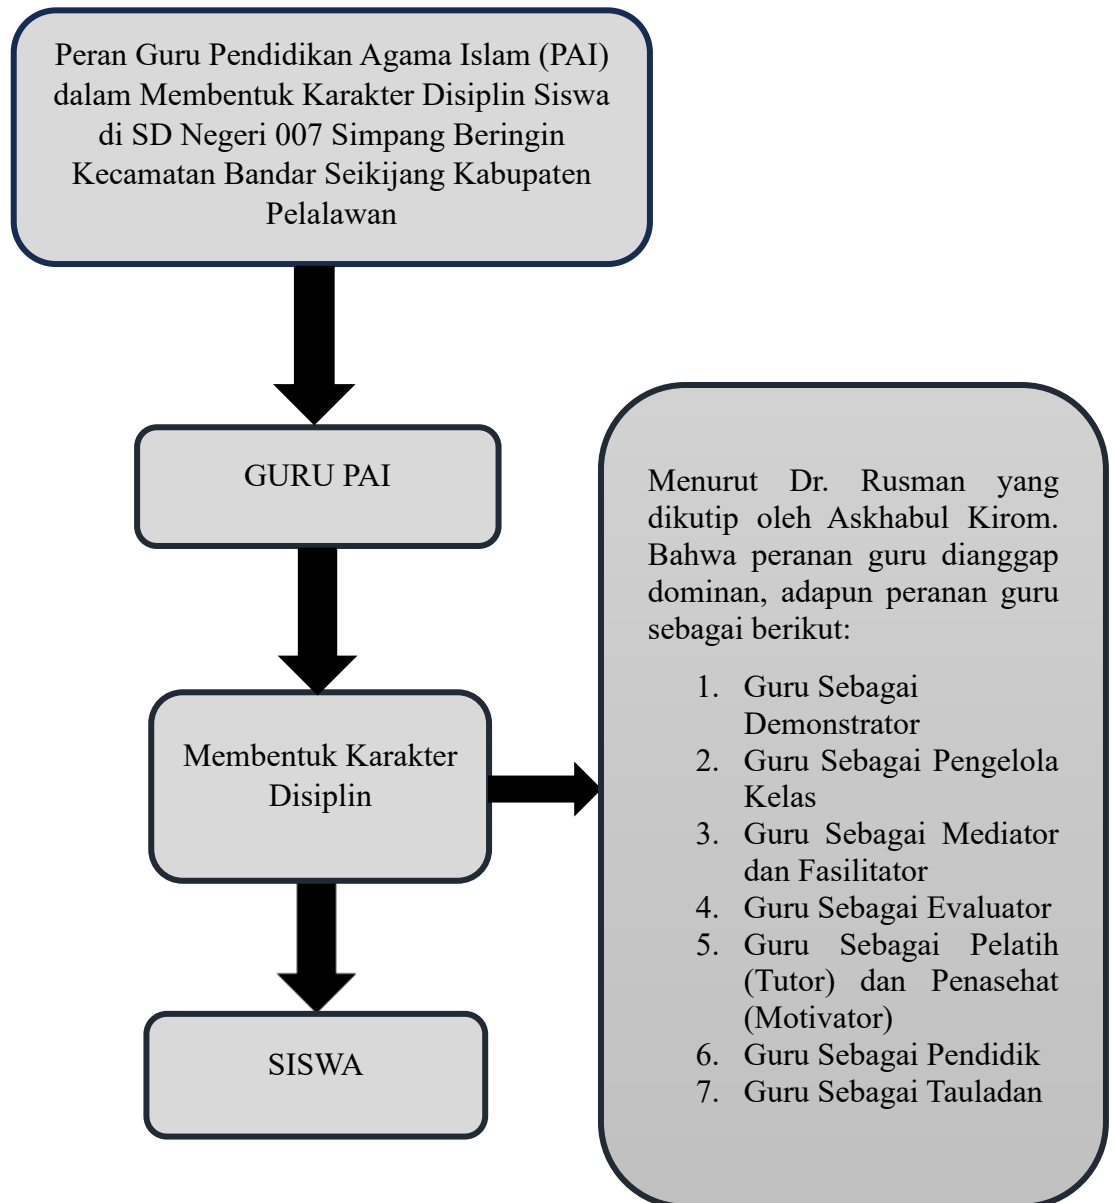 Peran Guru Pendidikan Agama Islam (PAI)
dalam Membentuk Karakter Disiplin Siswa
di SD Negeri 007 Simpang Beringin
Kecamatan Bandar Seikijang Kabupaten
Pelalawan
GURU PAI
Membentuk Karakter
Disiplin
SISWA
Menurut Dr. Rusman yang
dikutip oleh Askhabul Kirom.
Bahwa peranan guru dianggap
dominan, adapun peranan guru
sebagai berikut:
1. Guru Sebagai
Demonstrator
2. Guru Sebagai Pengelola
Kelas
3. Guru Sebagai Mediator
dan Fasilitator
4. Guru Sebagai Evaluator
5. Guru Sebagai Pelatih
(Tutor) dan Penasehat
(Motivator)
6. Guru Sebagai Pendidik
7. Guru Sebagai Tauladan